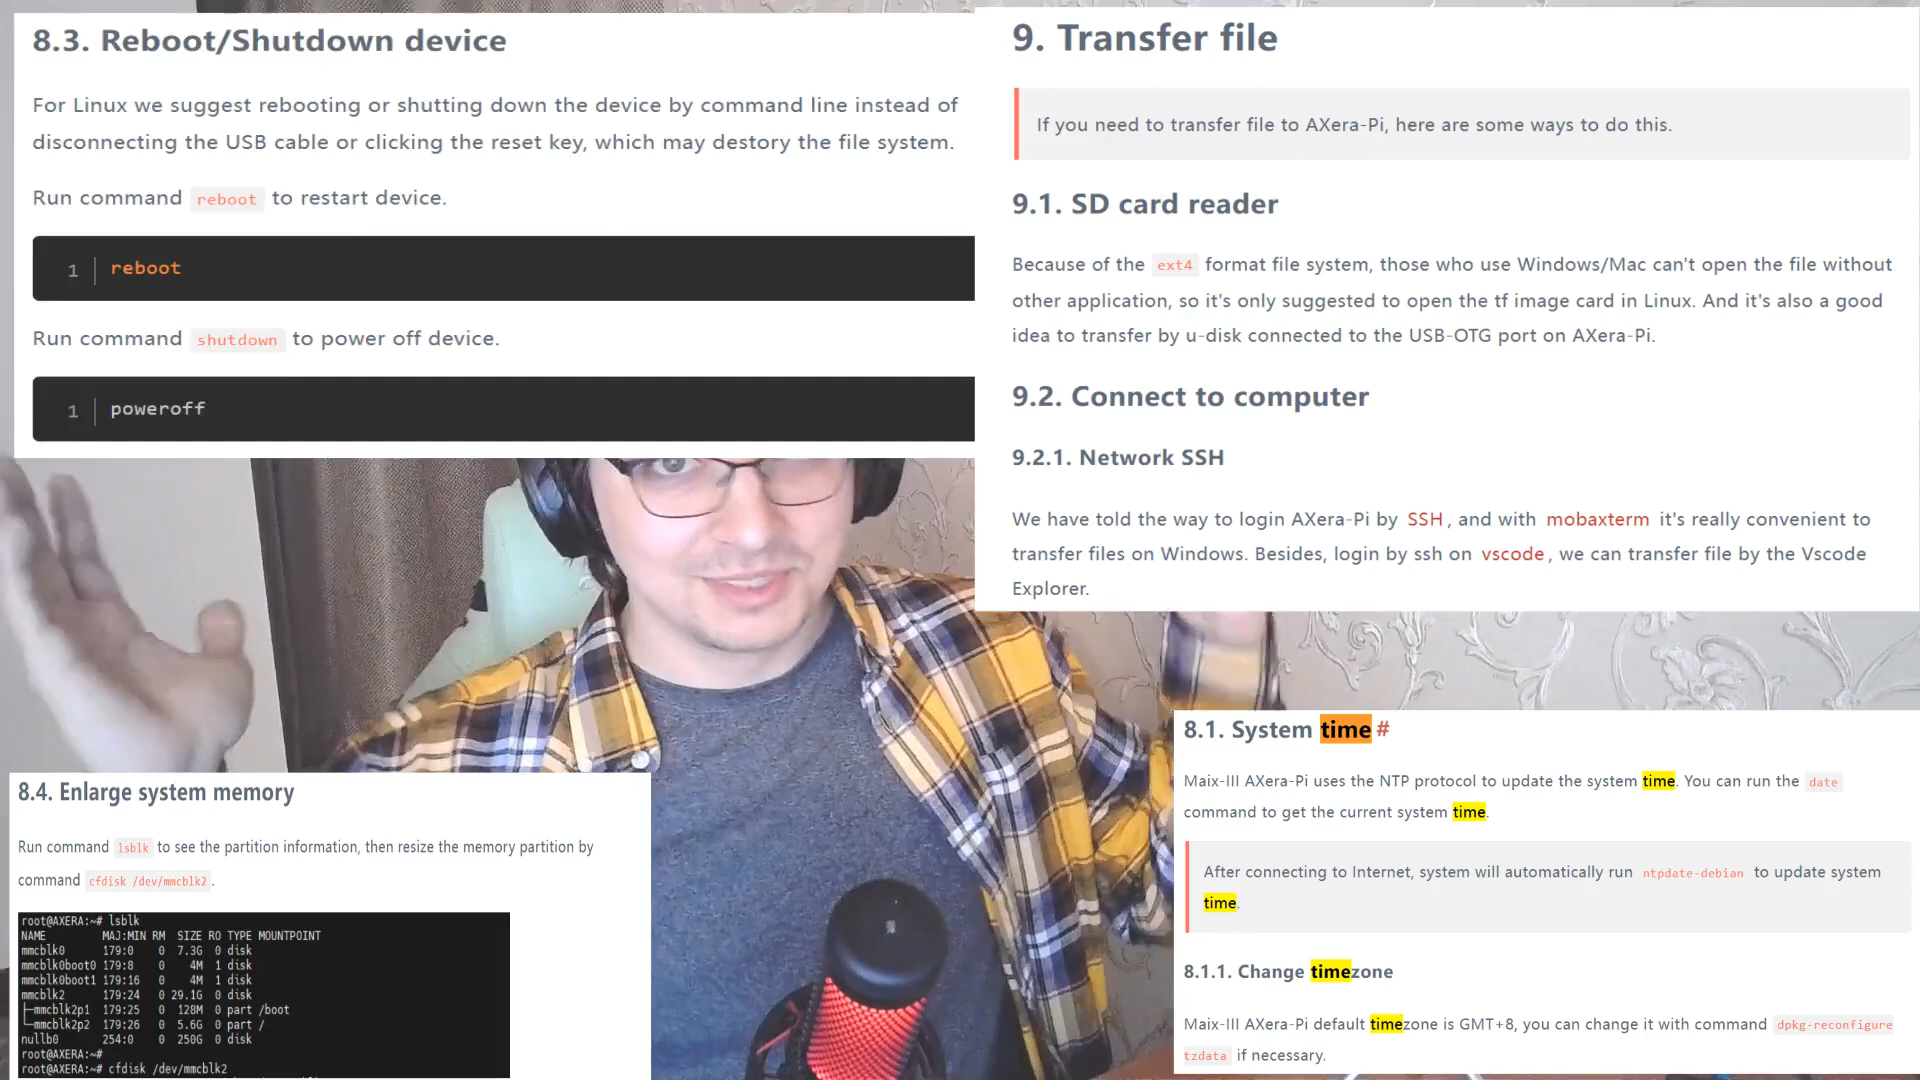 8.3. Reboot/Shutdown device
For Linux we suggest rebooting or shutting down the device by command line instead of
disconnecting the USB cable or clicking the reset key, which may destory the file system.
Run command reboot to restart device.
1 reboot
Run command shutdown to power off device.
1 poweroff
9. Transfer file
If you need to transfer file to AXera-Pi, here are some ways to do this.
9.1. SD card reader
Because of the ext4 format file system, those who use Windows/Mac can't open the file without
other application, so it's only suggested to open the tf image card in Linux. And it's also a good
idea to transfer by u-disk connected to the USB-OTG port on AXera-Pi.
9.2. Connect to computer
9.2.1. Network SSH
We have told the way to login AXera-Pi by SSH, and with mobaxterm it's really convenient to
transfer files on Windows. Besides, login by ssh on vscode, we can transfer file by the Vscode
Explorer.
8.4. Enlarge system memory
Run command lsblk to see the partition information, then resize the memory partition by
command cfdisk /dev/mmcblk2.
root@AXERA:~# lsblk
NAME MAJ:MIN RM SIZE RO TYPE MOUNTPOINT
mmcblk0 179:0 0 7.3G 0 disk
mmcblk0boot0 179:8 0 4M 1 disk
mmcblk0boot1 179:16 0 4M 1 disk
mmcblk2 179:24 0 29.1G 0 disk
├─mmcblk2p1 179:25 0 128M 0 part /boot
└─mmcblk2p2 179:26 0 5.6G 0 part /
nullb0 254:0 0 250G 0 disk
root@AXERA:~#
root@AXERA:~# cfdisk /dev/mmcblk2
8.1. System time #
Maix-III AXera-Pi uses the NTP protocol to update the system time. You can run the date
command to get the current system time.
After connecting to Internet, system will automatically run ntpdate-debian to update system
time.
8.1.1. Change timezone
Maix-III AXera-Pi default timezone is GMT+8, you can change it with command dpkg-reconfigure
tzdata if necessary.